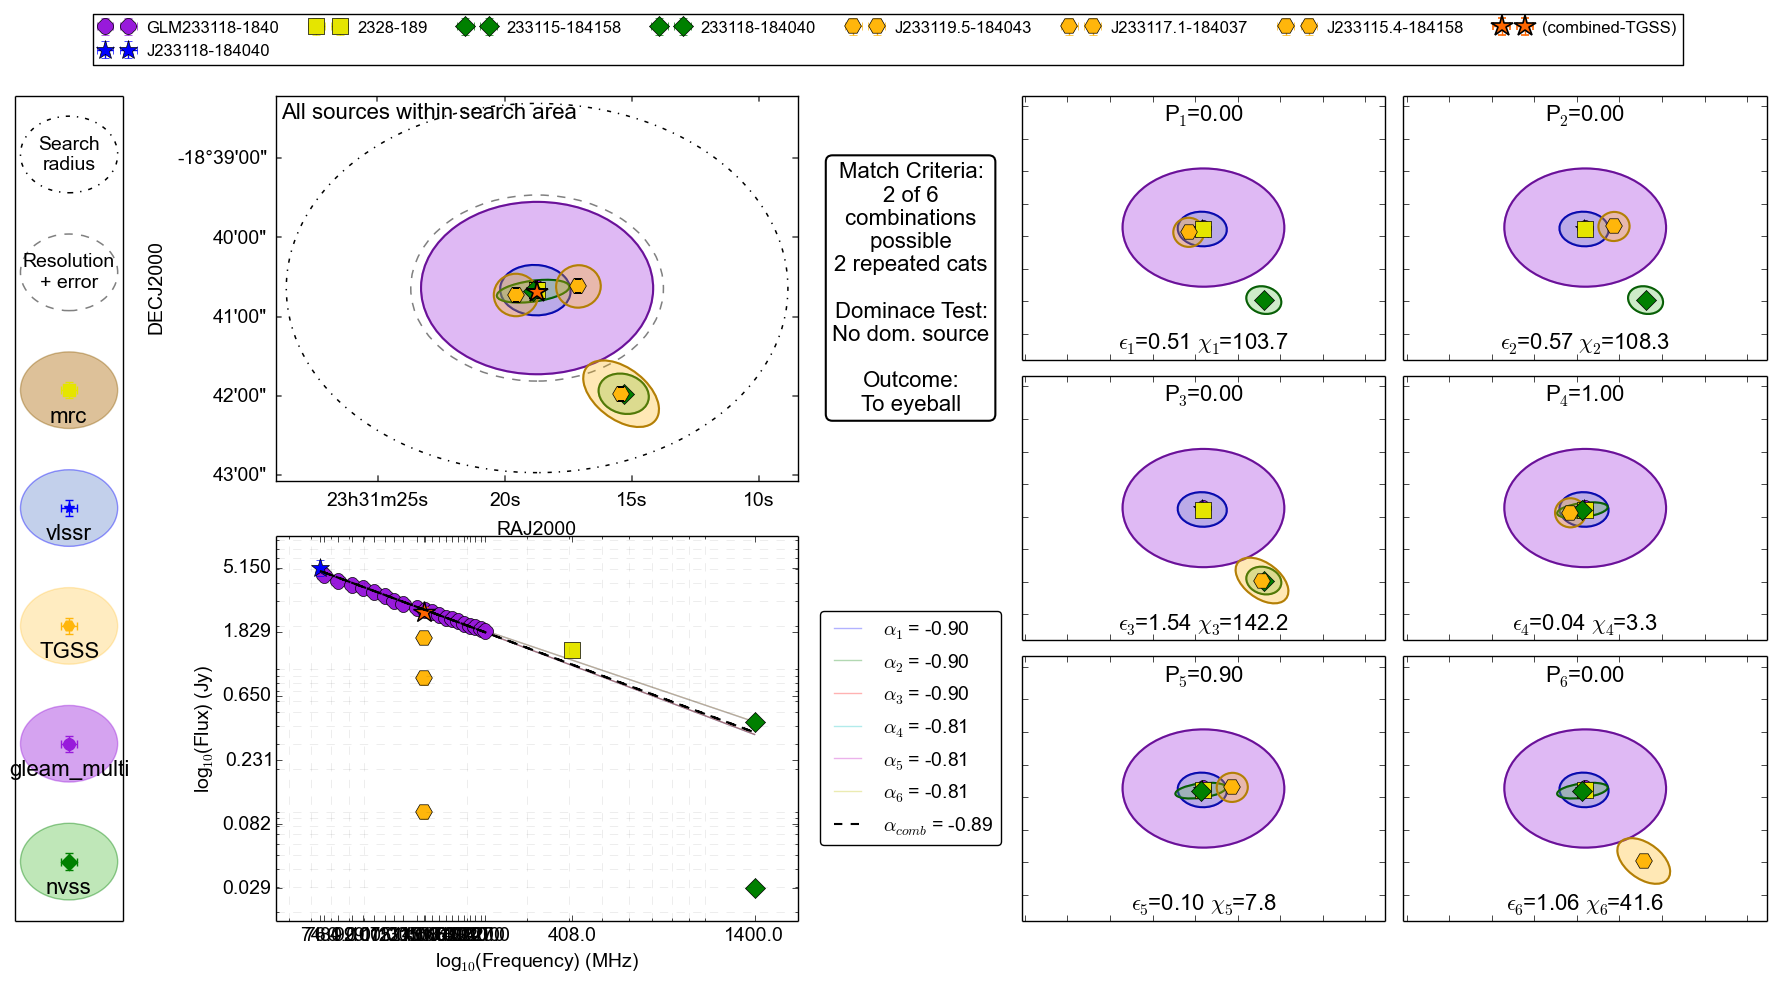 GLM233118-1840 2328-189 233115-184158 233118-184040 J233119.5-184043 J233117.1-184037 J233115.4-184158 (combined-TGSS)
J233118-184040
Search
radius
Resolution
+ error
mrc
vlssr
TGSS
gleam_multi
nvss
All sources within search area
DECJ2000
-18°39'00"
40'00"
41'00"
42'00"
43'00"
23h31m25s 20s 15s 10s
RAJ2000
log10(Flux) (Jy)
5.150
1.829
0.650
0.231
0.082
0.029
408.0 1400.0
log10(Frequency) (MHz)
Match Criteria:
2 of 6
combinations
possible
2 repeated cats
Dominace Test:
No dom. source
Outcome:
To eyeball
α1 = -0.90
α2 = -0.90
α3 = -0.90
α4 = -0.81
α5 = -0.81
α6 = -0.81
αcomb = -0.89
P1=0.00
ϵ1=0.51 χ1=103.7
P2=0.00
ϵ2=0.57 χ2=108.3
P3=0.00
ϵ3=1.54 χ3=142.2
P4=1.00
ϵ4=0.04 χ4=3.3
P5=0.90
ϵ5=0.10 χ5=7.8
P6=0.00
ϵ6=1.06 χ6=41.6